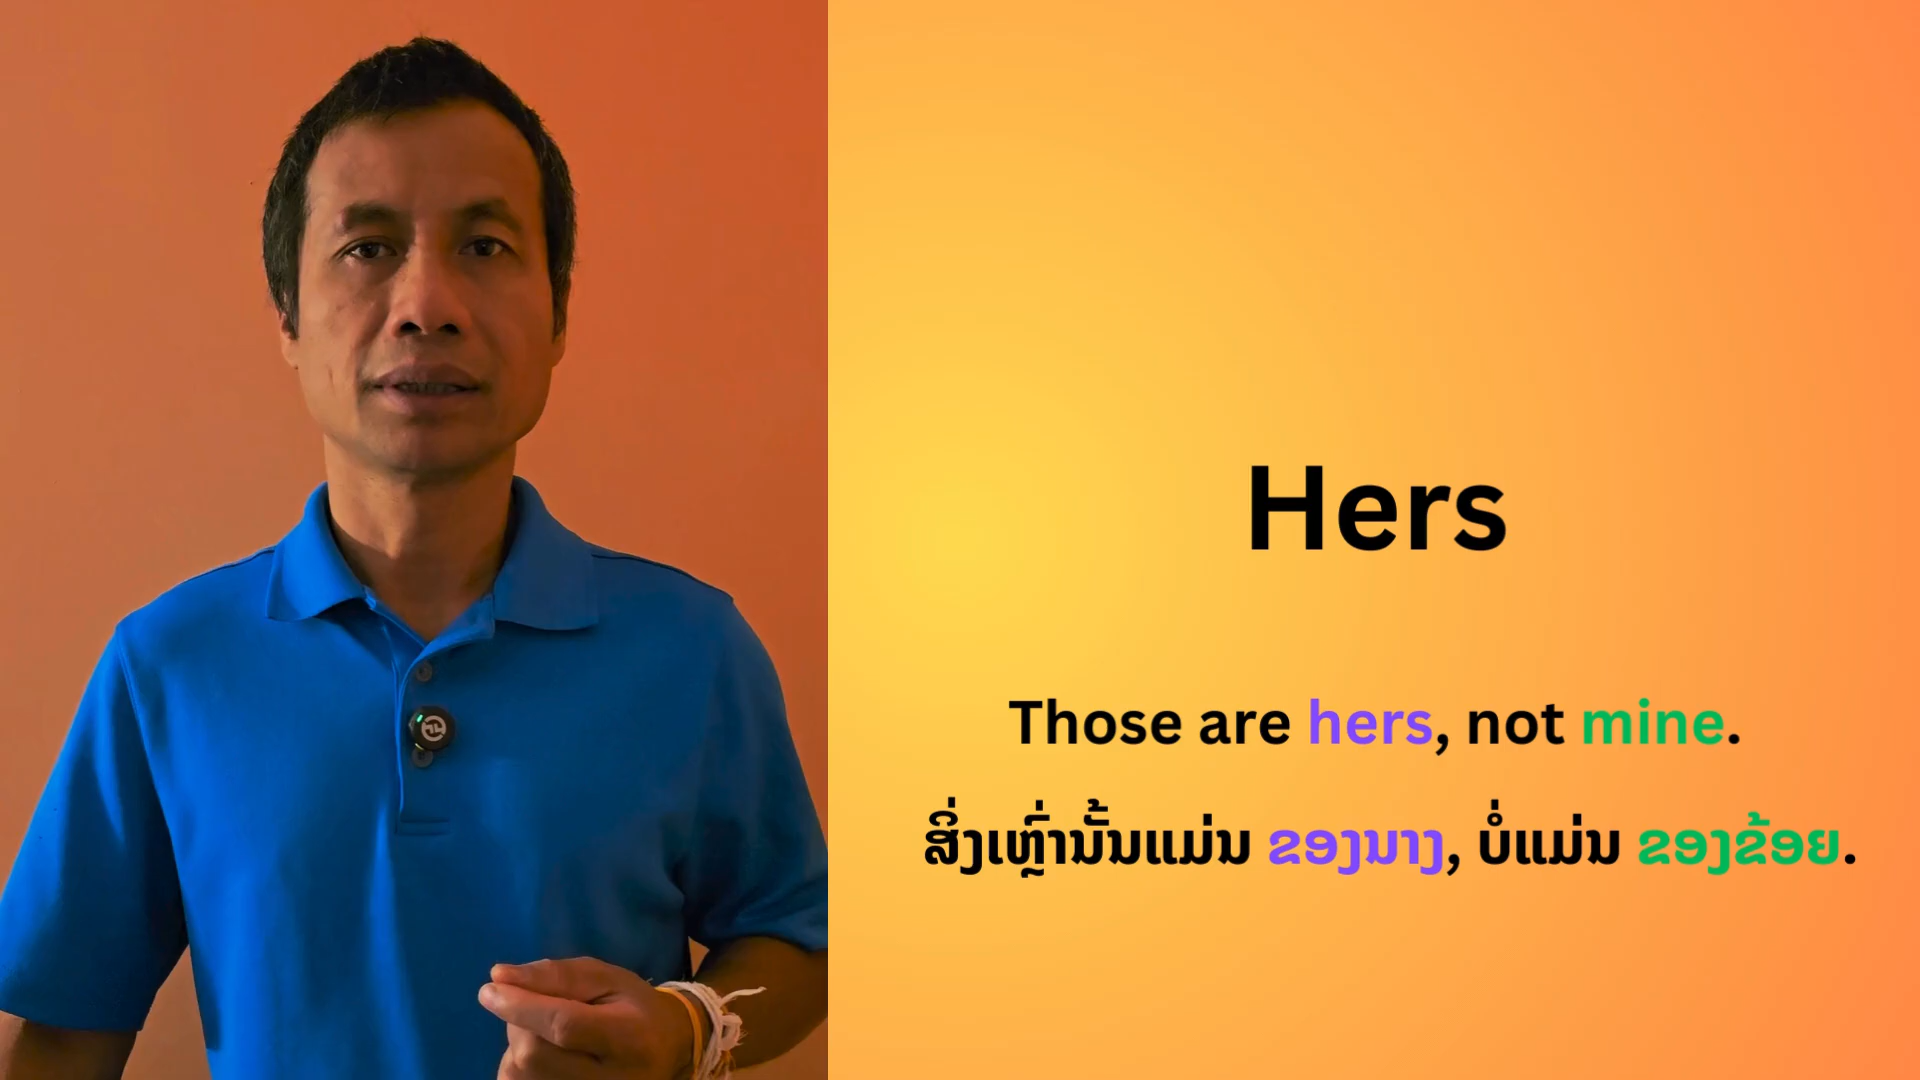 Hers
Those are hers, not mine.
ສິ່ງເຫຼົ່ານັ້ນແມ່ນ ຂອງນາງ, ບໍ່ແມ່ນ ຂອງຂ້ອຍ.